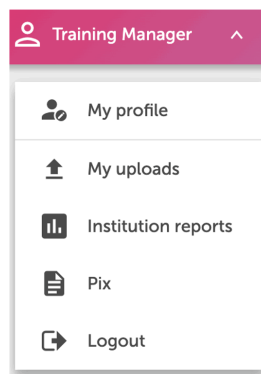 Training Manager
My profile
My uploads
Institution reports
Pix
Logout